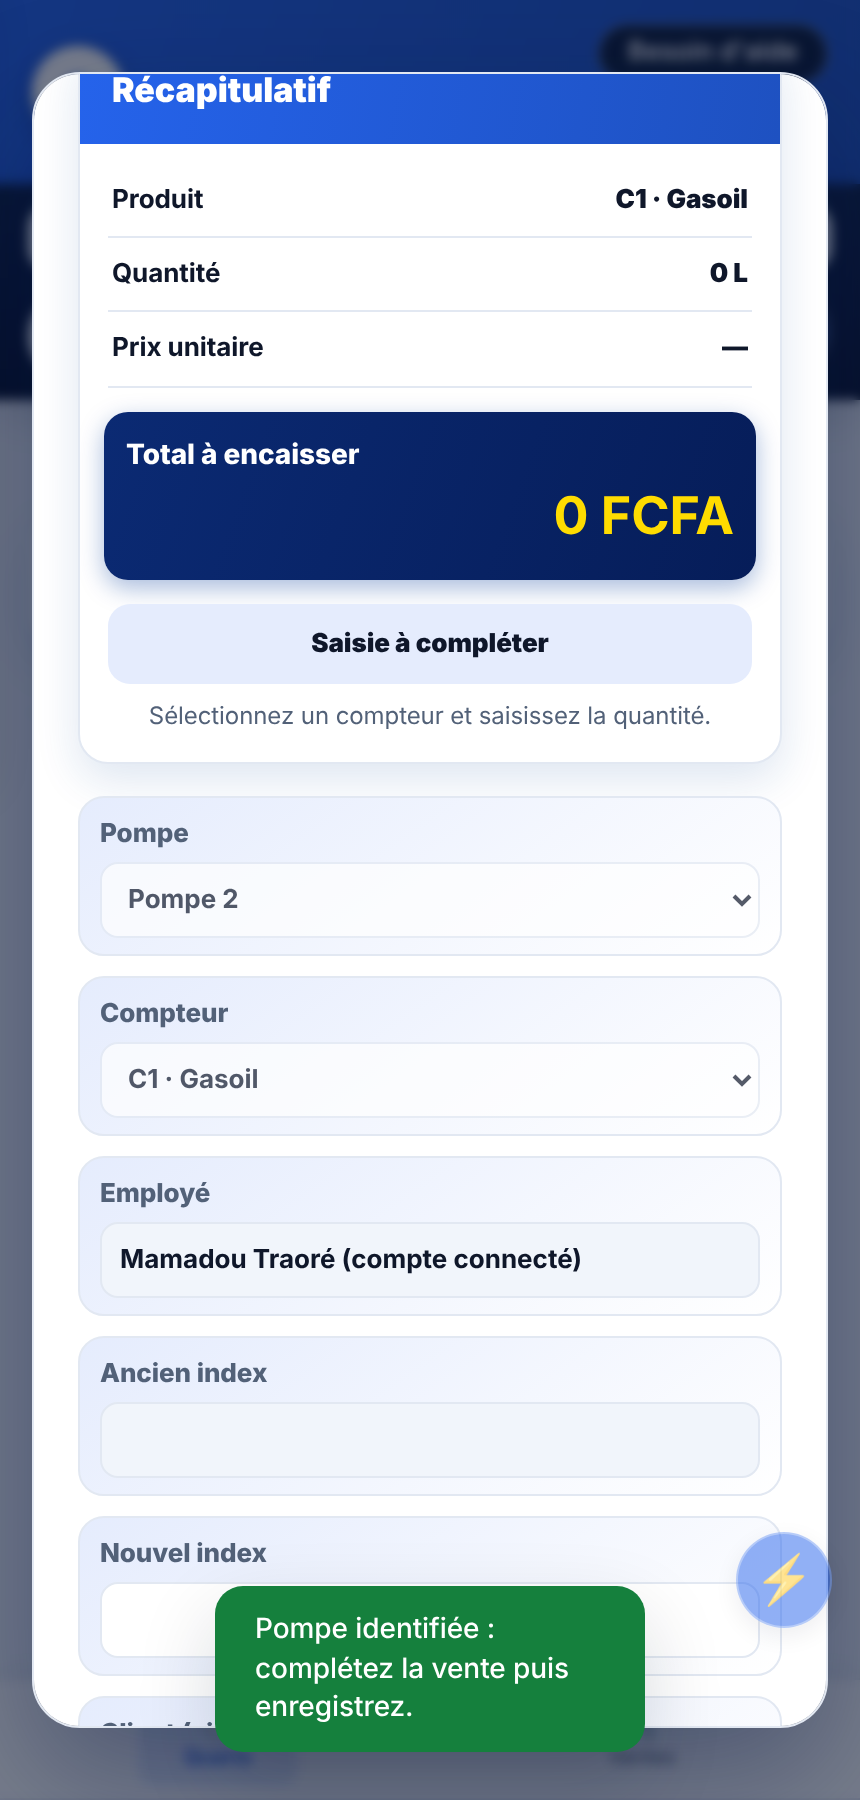 Besoin d'aide
Récapitulatif
Produit
C1 · Gasoil
Quantité
0 L
Prix unitaire
—
Total à encaisser
0 FCFA
Saisie à compléter
Sélectionnez un compteur et saisissez la quantité.
Pompe
Pompe 2
Compteur
C1 · Gasoil
Employé
Mamadou Traoré (compte connecté)
Ancien index
Nouvel index
Pompe identifiée :
complétez la vente puis
enregistrez.